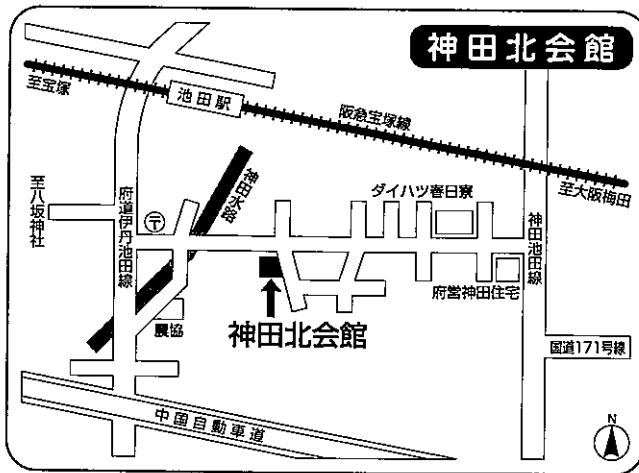 神田北会館
至宝塚
池田駅
阪急宝塚線
至大阪梅田
神田水路
ダイハツ春日寮
至八坂神社
府道伊丹池田線
〒
神田池田線
府営神田住宅
農協
神田北会館
国道171号線
中国自動車道
N